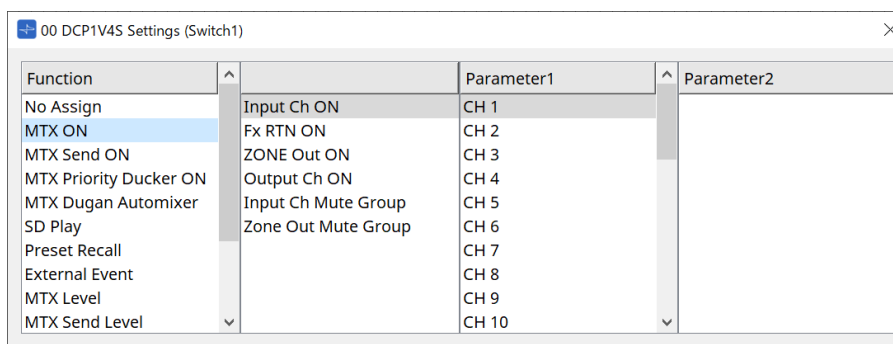 00 DCP1V4S Settings (Switch1)
Function Parameter1 Parameter2
No Assign Input Ch ON CH 1
MTX ON Fx RTN ON CH 2
MTX Send ON ZONE Out ON CH 3
MTX Priority Ducker ON Output Ch ON CH 4
MTX Dugan Automixer Input Ch Mute Group CH 5
SD Play Zone Out Mute Group CH 6
Preset Recall CH 7
External Event CH 8
MTX Level CH 9
MTX Send Level CH 10